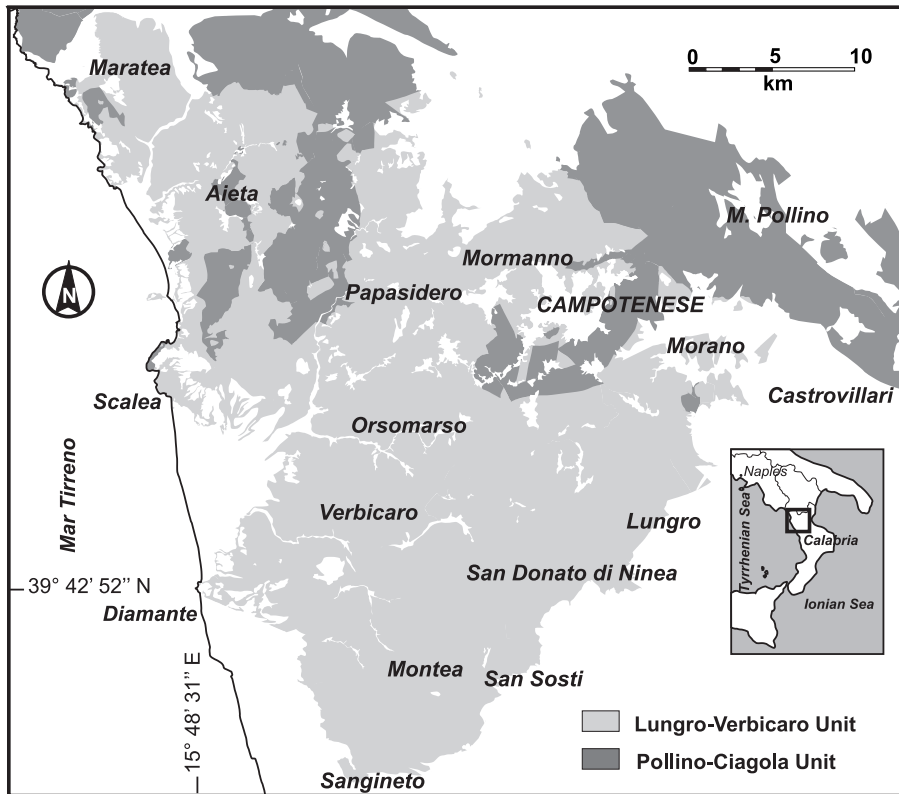 0 5 10
km
Maratea
Aieta
M. Pollino
Mormanno
Papasidero
CAMPOTENESE
Morano
Castrovillari
Scalea
Orsomarso
Mar Tirreno
N
Verbicaro
Lungro
San Donato di Ninea
39° 42’ 52’’ N
Diamante
15° 48’ 31’’ E
Montea
San Sosti
Sangineto
Naples
Tyrrhenian Sea
Calabria
Ionian Sea
Lungro-Verbicaro Unit
Pollino-Ciagola Unit